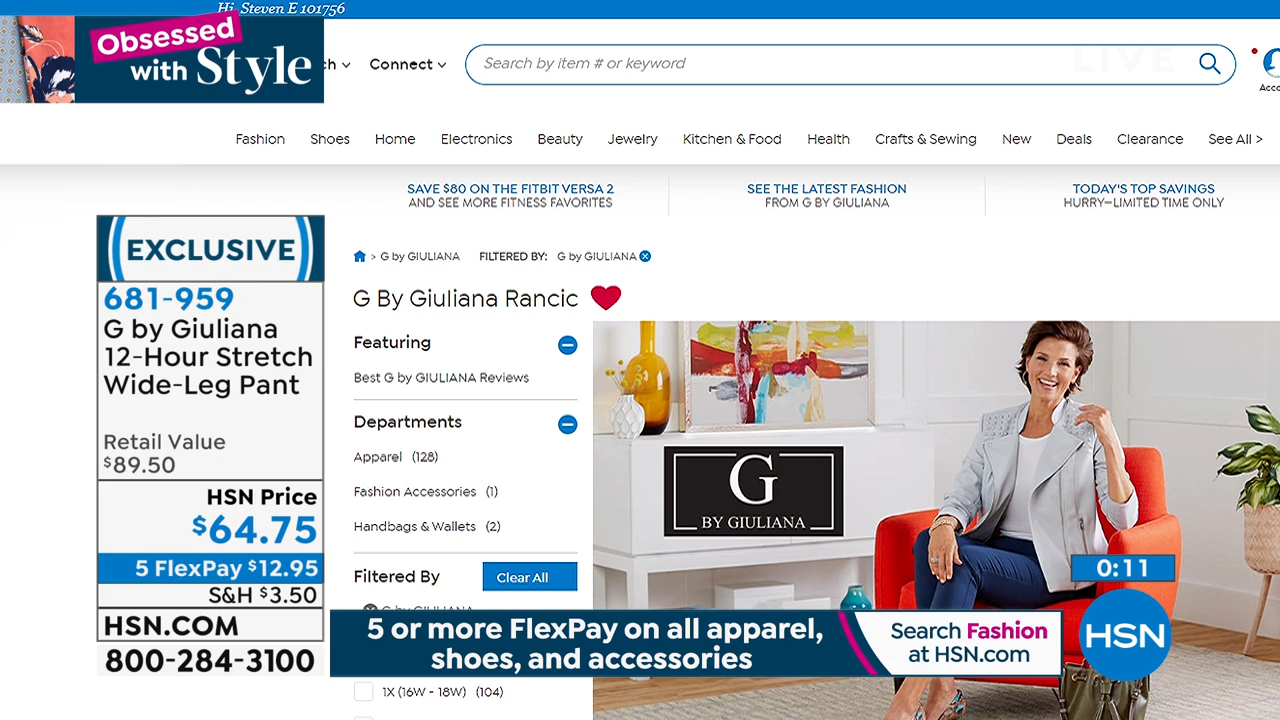 Hi, Steven E 101756
Obsessed
with Style
ch
Connect
Search by item # or keyword
LIVE
Acco
Fashion
Shoes
Home
Electronics
Beauty
Jewelry
Kitchen & Food
Health
Crafts & Sewing
New
Deals
Clearance
See All >
SAVE $80 ON THE FITBIT VERSA 2
AND SEE MORE FITNESS FAVORITES
SEE THE LATEST FASHION
FROM G BY GIULIANA
TODAY'S TOP SAVINGS
HURRY—LIMITED TIME ONLY
EXCLUSIVE
681-959
G by Giuliana
12-Hour Stretch
Wide-Leg Pant
Retail Value
$89.50
HSN Price
$64.75
5 FlexPay $12.95
S&H $3.50
HSN.COM
800-284-3100
> G by GIULIANA FILTERED BY: G by GIULIANA
G By Giuliana Rancic
Featuring
Best G by GIULIANA Reviews
Departments
Apparel (128)
Fashion Accessories (1)
Handbags & Wallets (2)
Filtered By
Clear All
G by GIULIANA
1X (16W - 18W) (104)
G
BY GIULIANA
0:11
5 or more FlexPay on all apparel,
shoes, and accessories
Search Fashion
at HSN.com
HSN